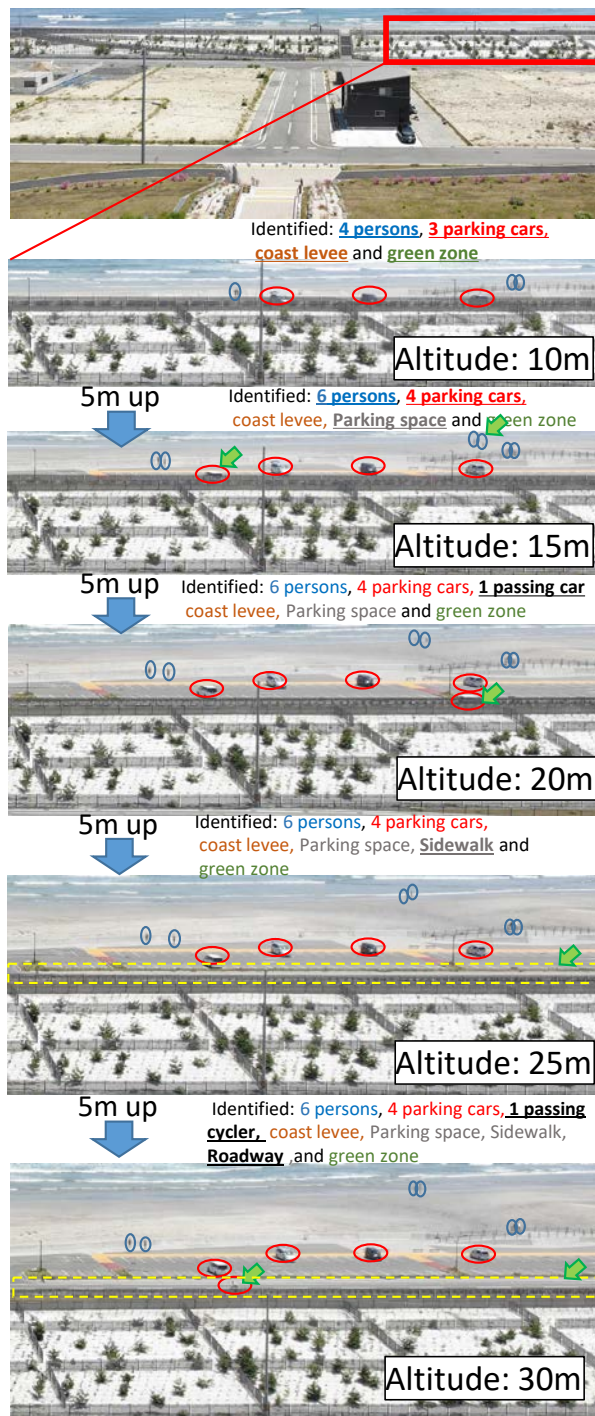 Identified: 4 persons, 3 parking cars,
coast levee and green zone
Altitude: 10m
5m up
Identified: 6 persons, 4 parking cars,
coast levee, Parking space and green zone
Altitude: 15m
5m up
Identified: 6 persons, 4 parking cars, 1 passing car
coast levee, Parking space and green zone
Altitude: 20m
5m up
Identified: 6 persons, 4 parking cars,
coast levee, Parking space, Sidewalk and
green zone
Altitude: 25m
5m up
Identified: 6 persons, 4 parking cars, 1 passing
cycler, coast levee, Parking space, Sidewalk,
Roadway ,and green zone
Altitude: 30m